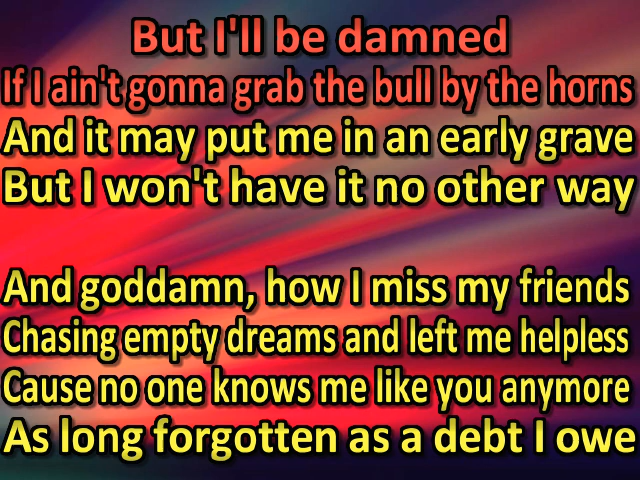 But I'll be damned
If I ain't gonna grab the bull by the horns
And it may put me in an early grave
But I won't have it no other way
And goddamn, how I miss my friends
Chasing empty dreams and left me helpless
Cause no one knows me like you anymore
As long forgotten as a debt I owe